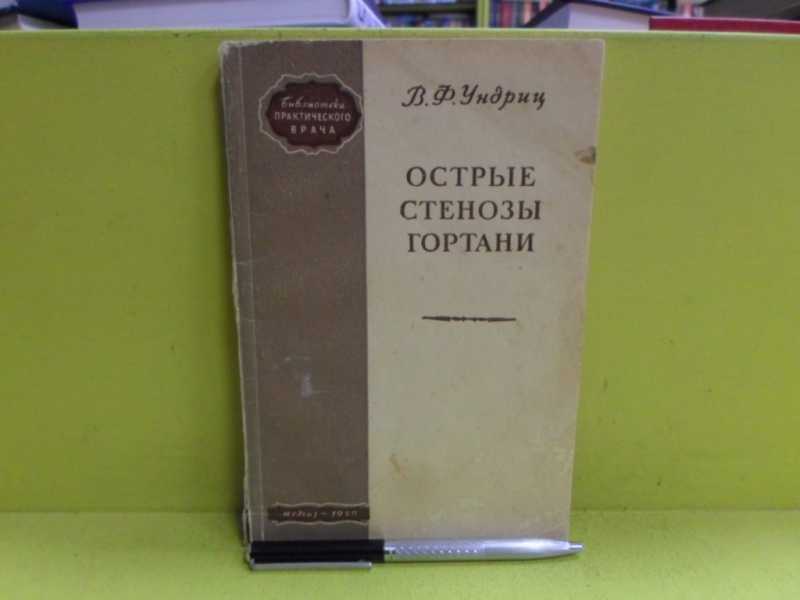 Библиотека
ПРАКТИЧЕСКОГО
ВРАЧА
В. Ф. Ундриц
ОСТРЫЕ
СТЕНОЗЫ
ГОРТАНИ